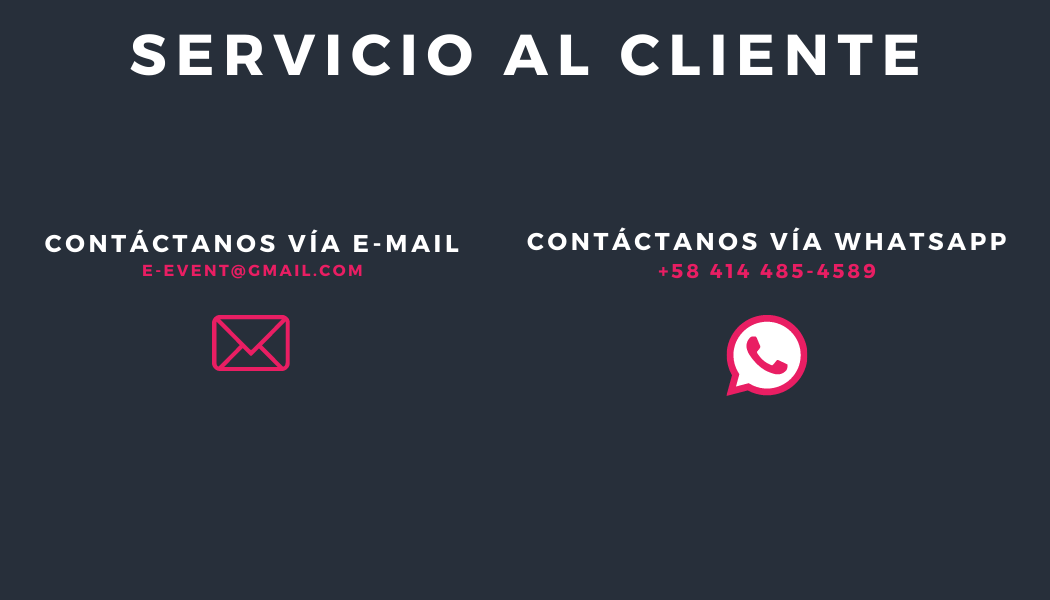 SERVICIO AL CLIENTE
CONTÁCTANOS VÍA E-MAIL
E-EVENT@GMAIL.COM
CONTÁCTANOS VÍA WHATSAPP
+58 414 485-4589